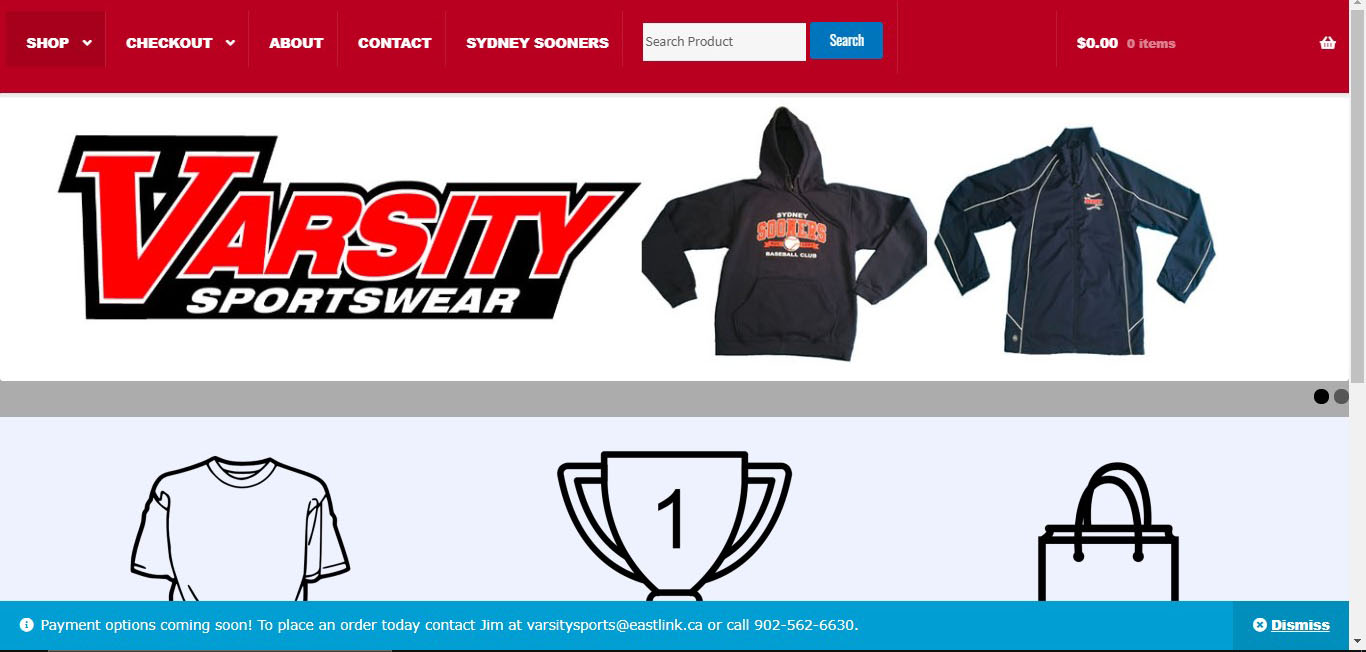 SHOP CHECKOUT ABOUT CONTACT SYDNEY SOONERS Search Product Search $0.00 0 items
VARSITY
SPORTSWEAR
SYDNEY
SOONERS
BASEBALL CLUB
1
Payment options coming soon! To place an order today contact Jim at varsitysports@eastlink.ca or call 902-562-6630. Dismiss